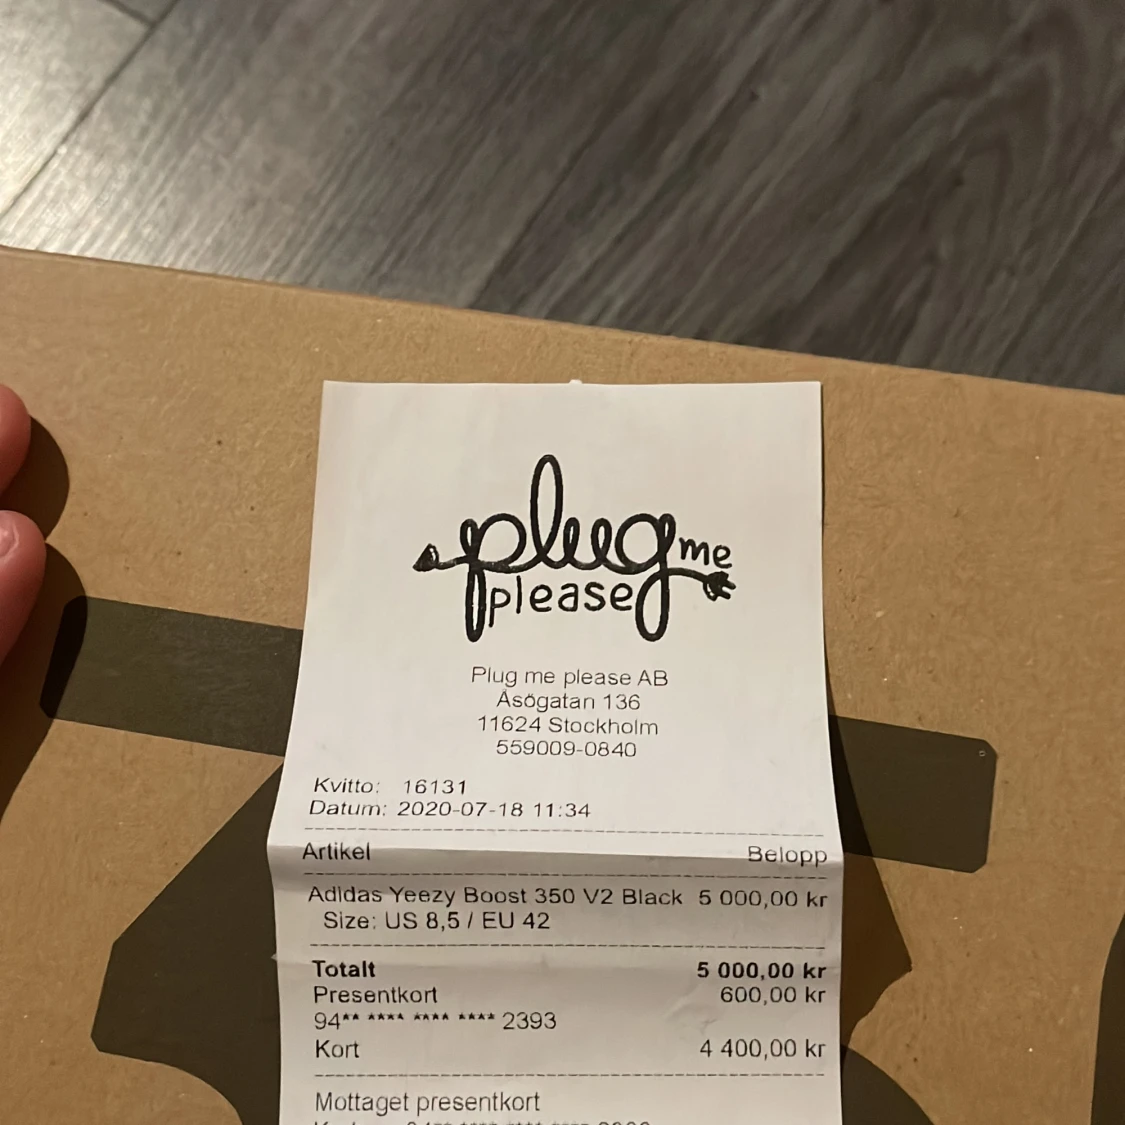 plug me
please
Plug me please AB
Åsögatan 136
11624 Stockholm
559009-0840
Kvitto: 16131
Datum: 2020-07-18 11:34
Artikel Belopp
Adidas Yeezy Boost 350 V2 Black 5 000,00 kr
Size: US 8,5 / EU 42
Totalt 5 000,00 kr
Presentkort 600,00 kr
94** **** **** **** 2393
Kort 4 400,00 kr
Mottaget presentkort